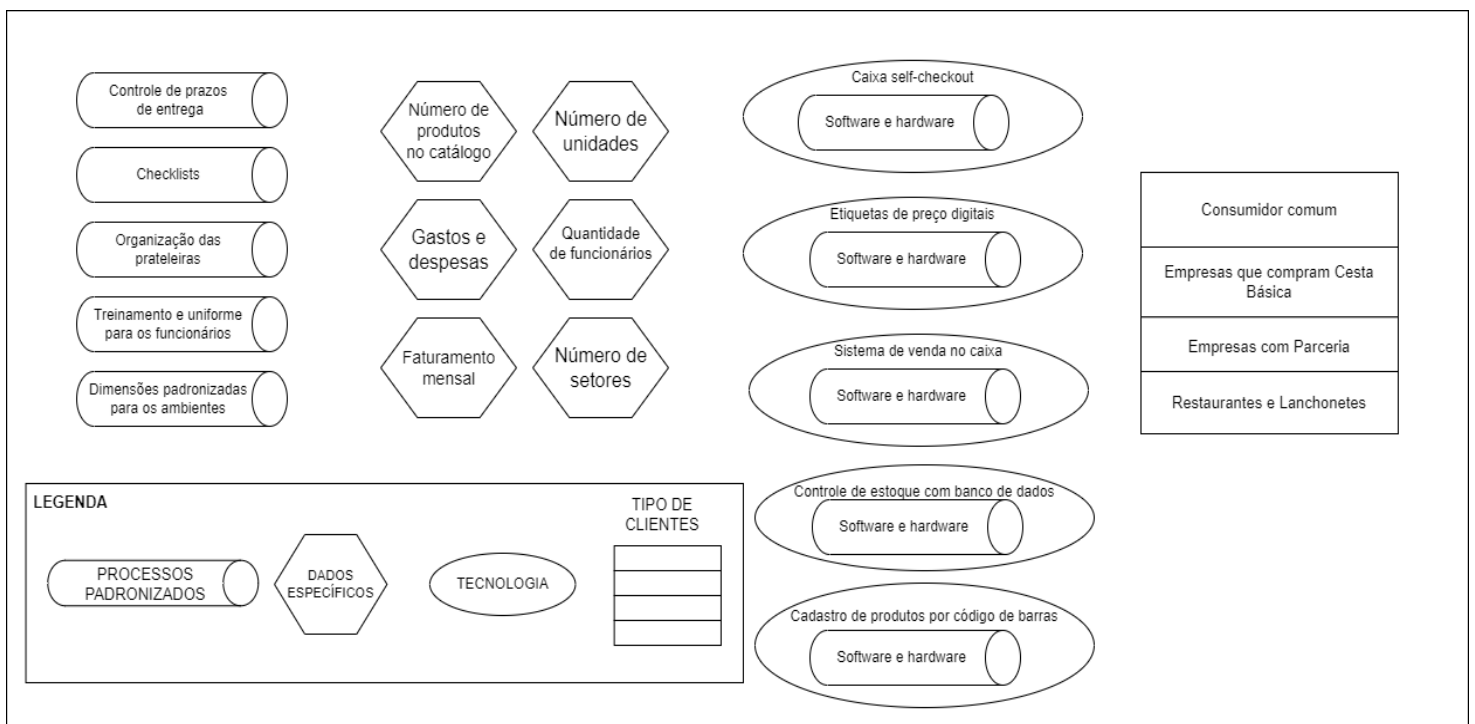 Controle de prazos
de entrega
Checklists
Organização das
prateleiras
Treinamento e uniforme
para os funcionários
Dimensões padronizadas
para os ambientes
Número de
produtos
no catálogo
Número de
unidades
Gastos e
despesas
Quantidade
de funcionários
Faturamento
mensal
Número de
setores
Caixa self-checkout
Software e hardware
Etiquetas de preço digitais
Software e hardware
Sistema de venda no caixa
Software e hardware
Controle de estoque com banco de dados
Software e hardware
Cadastro de produtos por código de barras
Software e hardware
Consumidor comum
Empresas que compram Cesta
Básica
Empresas com Parceria
Restaurantes e Lanchonetes
LEGENDA
PROCESSOS
PADRONIZADOS
DADOS
ESPECÍFICOS
TECNOLOGIA
TIPO DE
CLIENTES